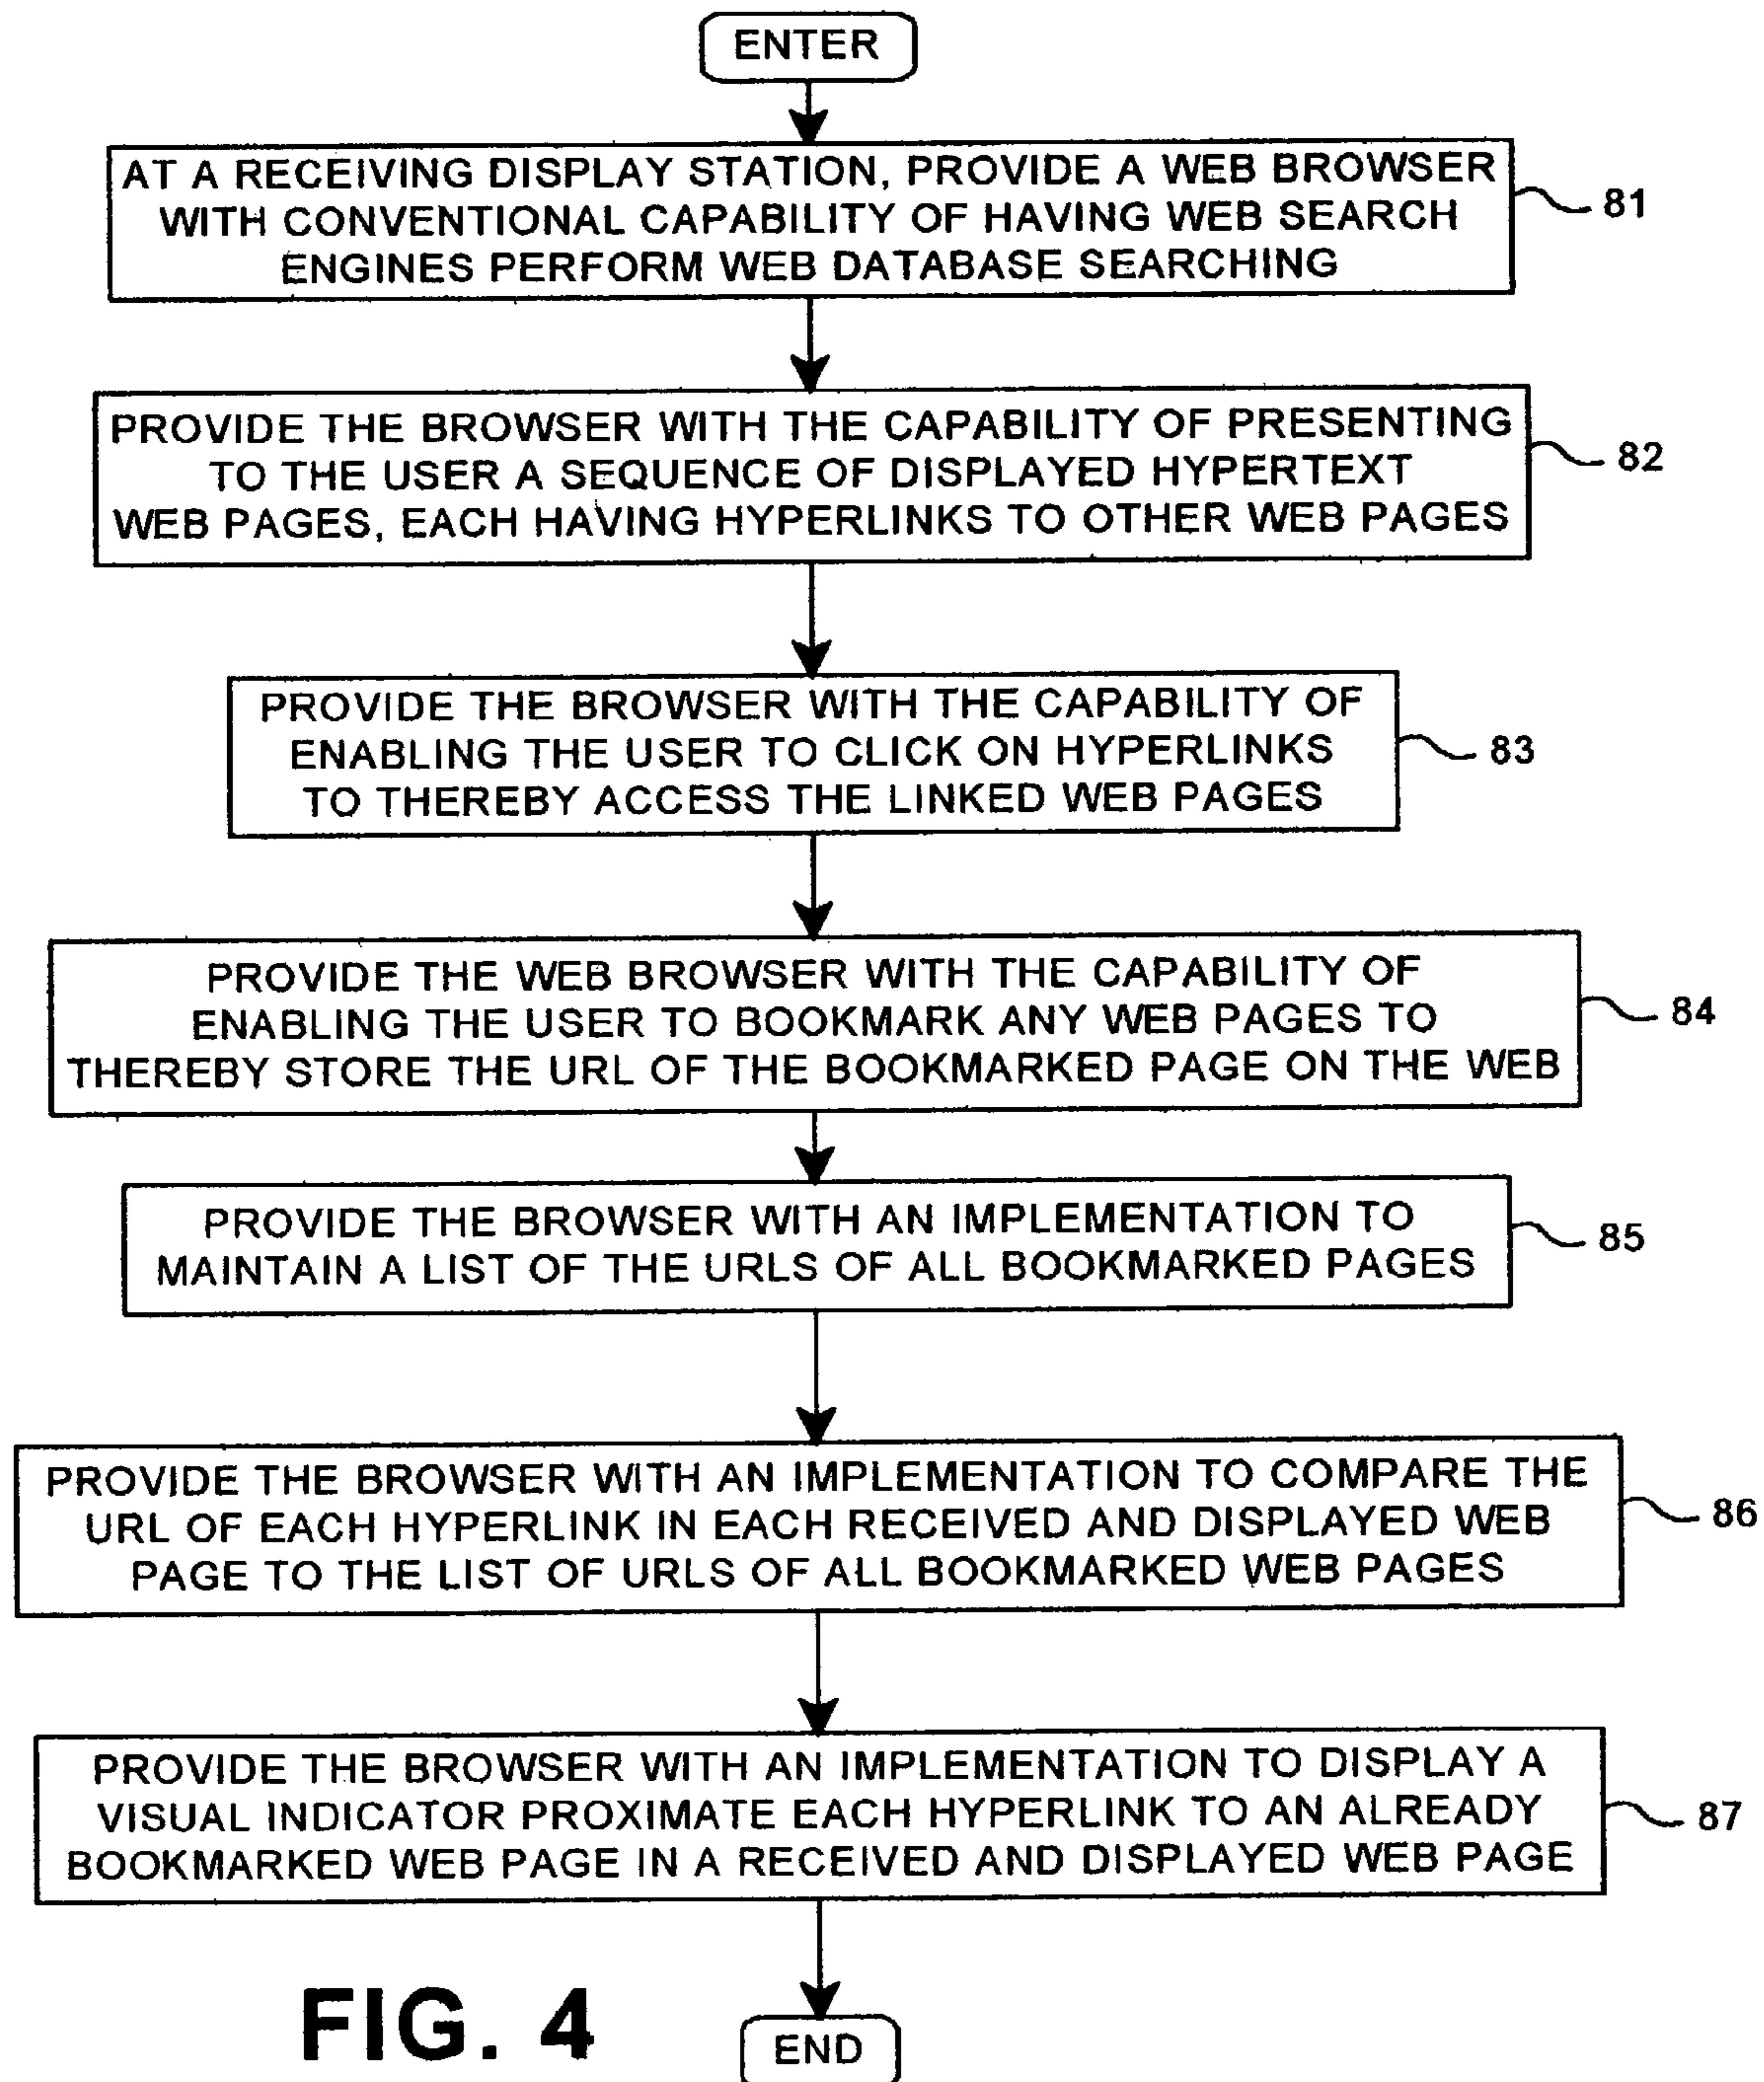 ENTER
AT A RECEIVING DISPLAY STATION, PROVIDE A WEB BROWSER
WITH CONVENTIONAL CAPABILITY OF HAVING WEB SEARCH
ENGINES PERFORM WEB DATABASE SEARCHING
81
PROVIDE THE BROWSER WITH THE CAPABILITY OF PRESENTING
TO THE USER A SEQUENCE OF DISPLAYED HYPERTEXT
WEB PAGES, EACH HAVING HYPERLINKS TO OTHER WEB PAGES
82
PROVIDE THE BROWSER WITH THE CAPABILITY OF
ENABLING THE USER TO CLICK ON HYPERLINKS
TO THEREBY ACCESS THE LINKED WEB PAGES
83
PROVIDE THE WEB BROWSER WITH THE CAPABILITY OF
ENABLING THE USER TO BOOKMARK ANY WEB PAGES TO
THEREBY STORE THE URL OF THE BOOKMARKED PAGE ON THE WEB
84
PROVIDE THE BROWSER WITH AN IMPLEMENTATION TO
MAINTAIN A LIST OF THE URLS OF ALL BOOKMARKED PAGES
85
PROVIDE THE BROWSER WITH AN IMPLEMENTATION TO COMPARE THE
URL OF EACH HYPERLINK IN EACH RECEIVED AND DISPLAYED WEB
PAGE TO THE LIST OF URLS OF ALL BOOKMARKED WEB PAGES
86
PROVIDE THE BROWSER WITH AN IMPLEMENTATION TO DISPLAY A
VISUAL INDICATOR PROXIMATE EACH HYPERLINK TO AN ALREADY
BOOKMARKED WEB PAGE IN A RECEIVED AND DISPLAYED WEB PAGE
87
FIG. 4
END